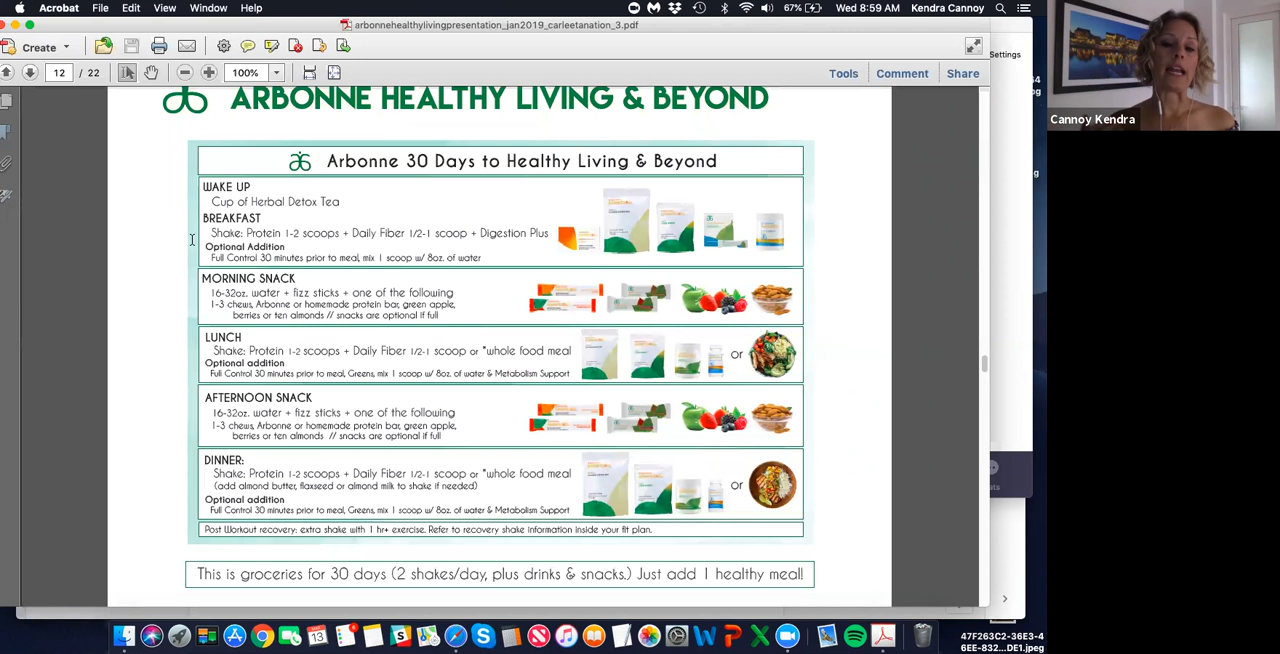 Acrobat File Edit View Window Help 67% Wed 8:59 AM Kendra Cannoy
arbonnehealthylivingpresentation_jan2019_carleetanation_3.pdf
Create
12 / 22 100% Tools Comment Share
Settings
Cannoy Kendra
ARBONNE HEALTHY LIVING & BEYOND
Arbonne 30 Days to Healthy Living & Beyond
WAKE UP
Cup of Herbal Detox Tea
BREAKFAST
Shake: Protein 1-2 scoops + Daily Fiber 1/2-1 scoop + Digestion Plus
Optional Addition
Full Control 30 minutes prior to meal, mix 1 scoop w/ 8oz. of water
MORNING SNACK
16-32oz. water + fizz sticks + one of the following
1-3 chews, Arbonne or homemade protein bar, green apple,
berries or ten almonds // snacks are optional if full
LUNCH
Shake: Protein 1-2 scoops + Daily Fiber 1/2-1 scoop or *whole food meal
Optional addition
Full Control 30 minutes prior to meal, Greens, mix 1 scoop w/ 8oz. of water & Metabolism Support
or
AFTERNOON SNACK
16-32oz. water + fizz sticks + one of the following
1-3 chews, Arbonne or homemade protein bar, green apple,
berries or ten almonds // snacks are optional if full
DINNER:
Shake: Protein 1-2 scoops + Daily Fiber 1/2-1 scoop or *whole food meal
(add almond butter, flaxseed or almond milk to shake if needed)
Optional addition
Full Control 30 minutes prior to meal, Greens, mix 1 scoop w/ 8oz. of water & Metabolism Support
or
Post Workout recovery: extra shake with 1 hr+ exercise. Refer to recovery shake information inside your fit plan.
This is groceries for 30 days (2 shakes/day, plus drinks & snacks.) Just add 1 healthy meal!
47F263C2-36E3-4
6EE-832...DE1.jpeg